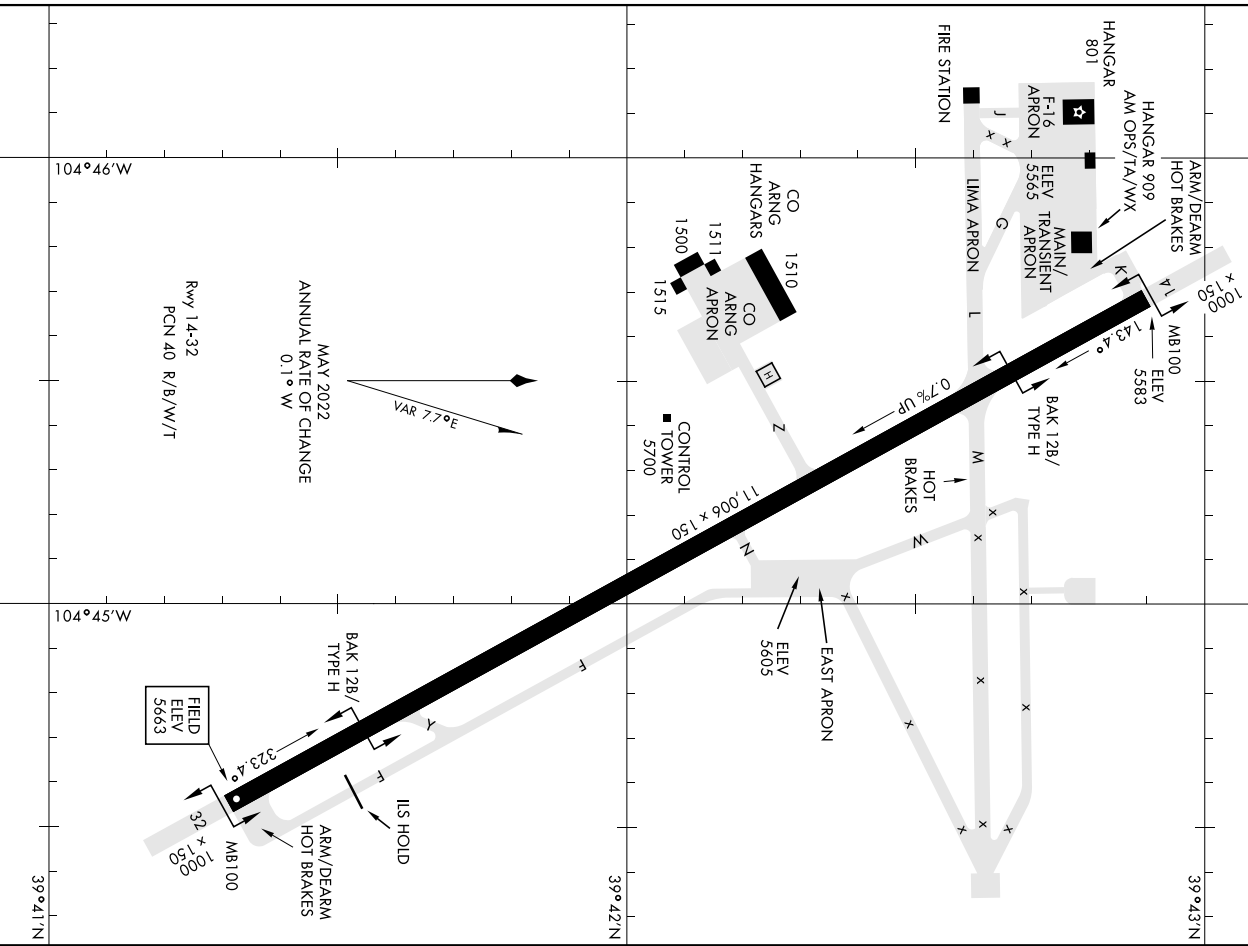 HANGAR
801
FIRE STATION
F-16
APRON
J
HANGAR 909
AM OPS/TA/WX
ARM/DEARM
HOT BRAKES
104°46'W
ELEV
5565
MAIN/
TRANSIENT
APRON
LIMA APRON
G
K
14
1000
× 150
CO
ARNG
HANGARS
1510
1511
1500
1515
CO
ARNG
APRON
L
143.4°
MB100
ELEV
5583
BAK 12B/
TYPE H
0.7% UP
H
Z
CONTROL
TOWER
5700
HOT
BRAKES
M
x
x
x
x
x
x
x
x
x
x
x
x
x
W
N
11,006 × 150
Rwy 14-32
PCN 40 R/B/W/T
MAY 2022
ANNUAL RATE OF CHANGE
0.1° W
VAR 7.7°E
104°45'W
ELEV
5605
EAST APRON
F
BAK 12B/
TYPE H
Y
F
FIELD
ELEV
5663
323.4°
ILS HOLD
32
1000
× 150
MB100
ARM/DEARM
HOT BRAKES
39°41'N
39°42'N
39°43'N